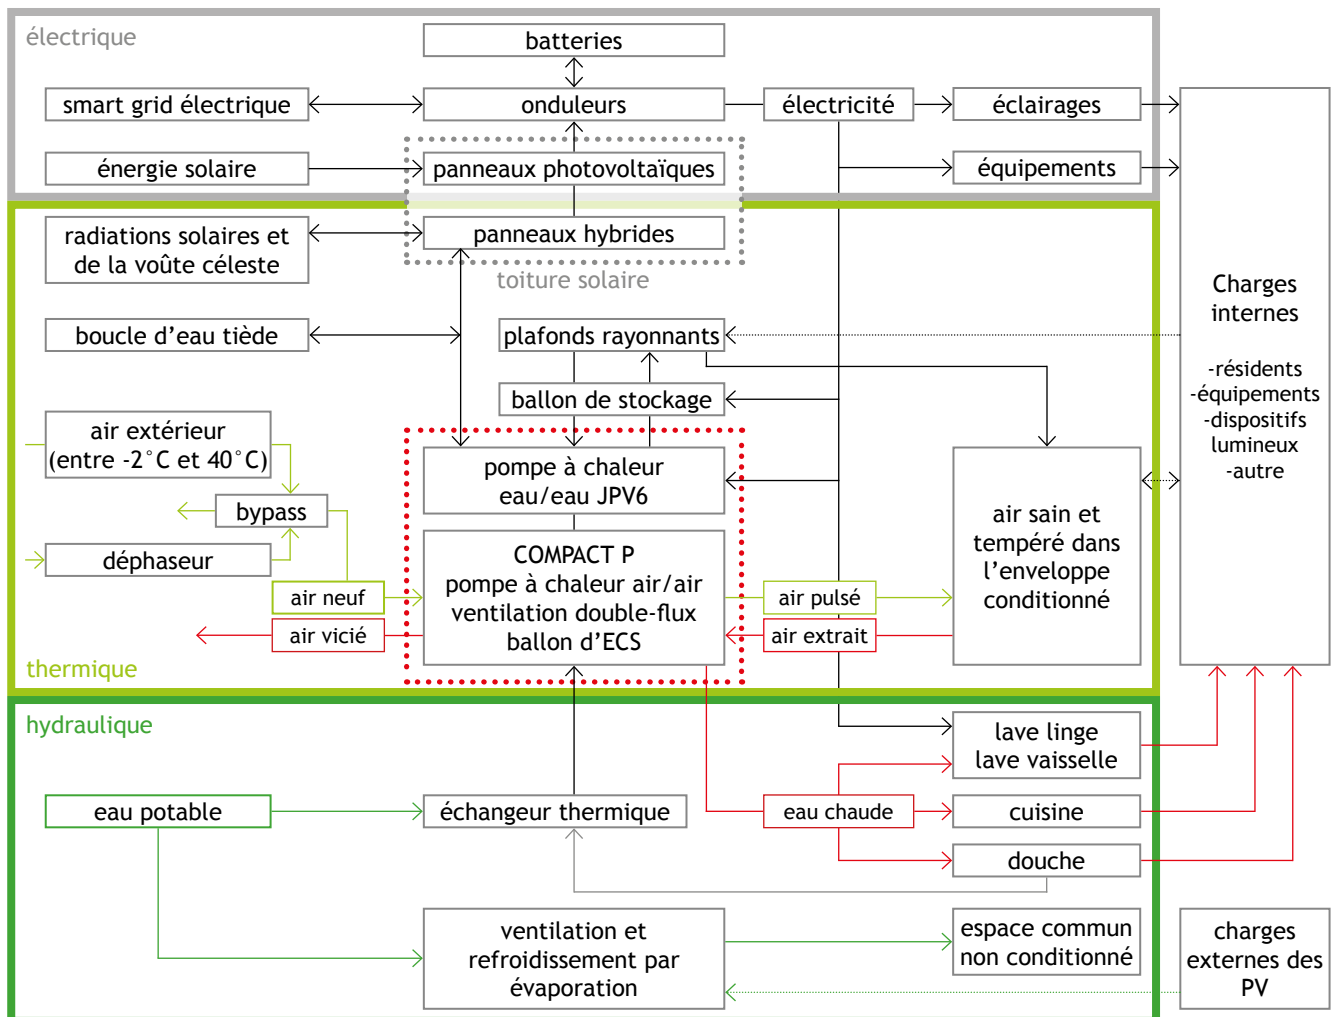 électrique
batteries
smart grid électrique
onduleurs
électricité
éclairages
énergie solaire
panneaux photovoltaïques
équipements
radiations solaires et
de la voûte céleste
panneaux hybrides
toiture solaire
boucle d'eau tiède
plafonds rayonnants
ballon de stockage
Charges
internes
-résidents
-équipements
-dispositifs
lumineux
-autre
air extérieur
(entre -2°C et 40°C)
bypass
déphaseur
pompe à chaleur
eau/eau JPV6
COMPACT P
pompe à chaleur air/air
ventilation double-flux
ballon d'ECS
air neuf
air vicié
air pulsé
air extrait
air sain et
tempéré dans
l'enveloppe
conditionné
thermique
hydraulique
lave linge
lave vaisselle
eau potable
échangeur thermique
eau chaude
cuisine
douche
ventilation et
refroidissement par
évaporation
espace commun
non conditionné
charges
externes des
PV